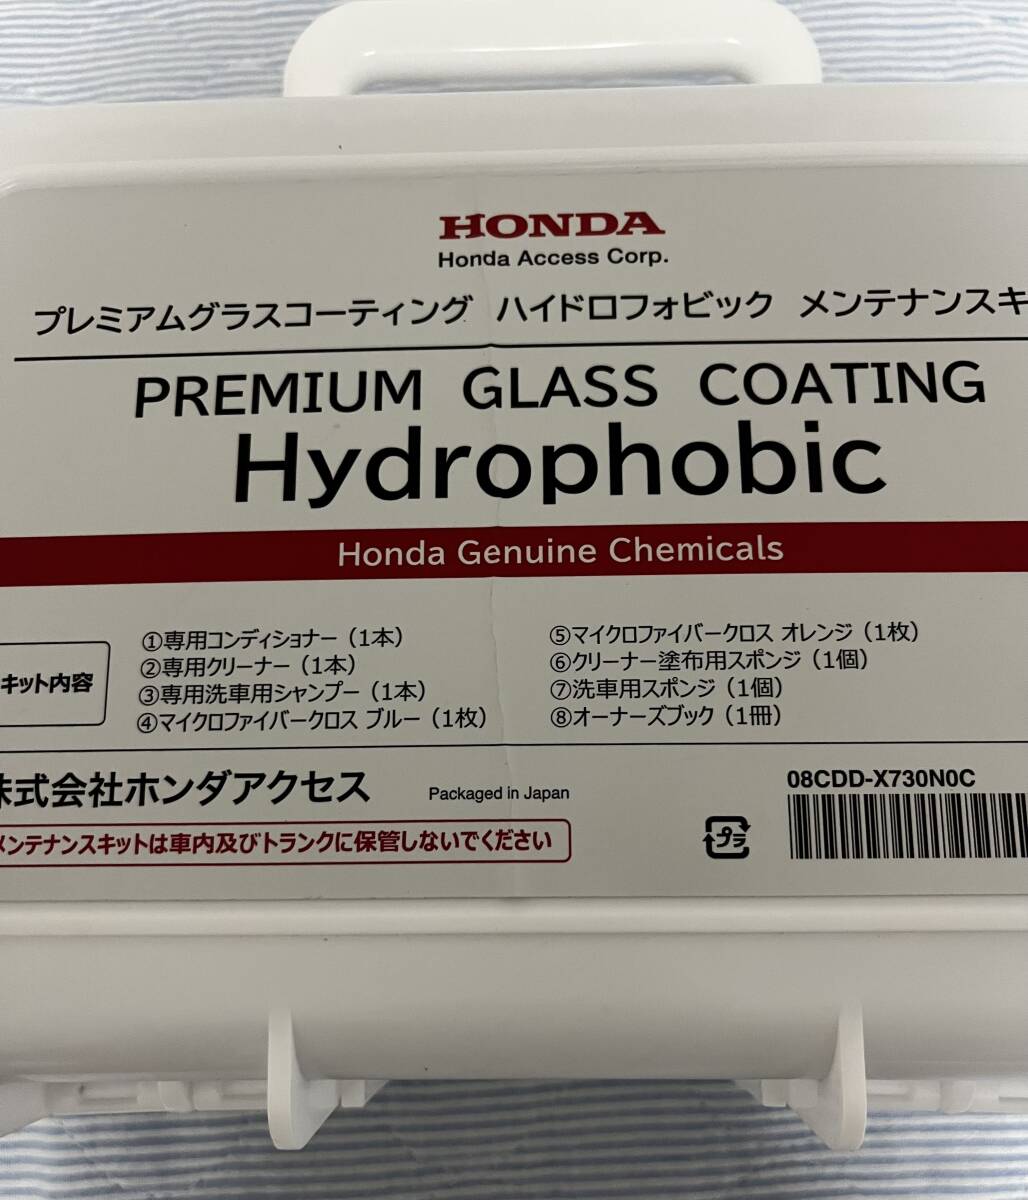 HONDA
Honda Access Corp.
プレミアムグラスコーティング ハイドロフォビック メンテナンスキ
PREMIUM GLASS COATING
Hydrophobic
Honda Genuine Chemicals
キット内容
①専用コンディショナー（1本）
②専用クリーナー（1本）
③専用洗車用シャンプー（1本）
④マイクロファイバークロス ブルー（1枚）
⑤マイクロファイバークロス オレンジ（1枚）
⑥クリーナー塗布用スポンジ（1個）
⑦洗車用スポンジ（1個）
⑧オーナーズブック（1冊）
株式会社ホンダアクセス
Packaged in Japan
08CDD-X730N0C
メンテナンスキットは車内及びトランクに保管しないでください
プラ